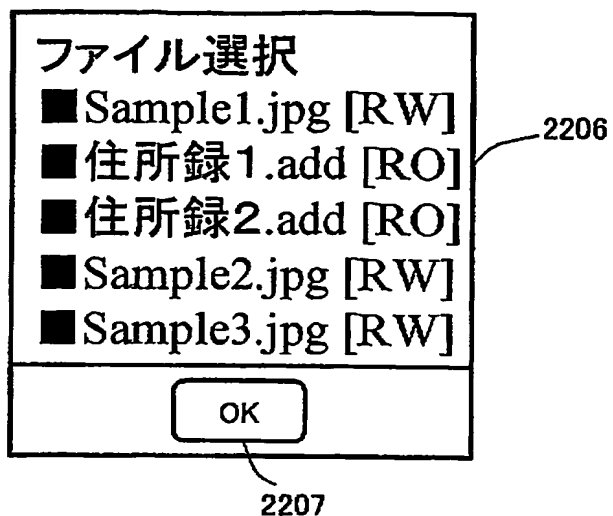 ファイル選択
■Sample1.jpg [RW]
■住所録1.add [RO]
■住所録2.add [RO]
■Sample2.jpg [RW]
■Sample3.jpg [RW]
OK
2206
2207